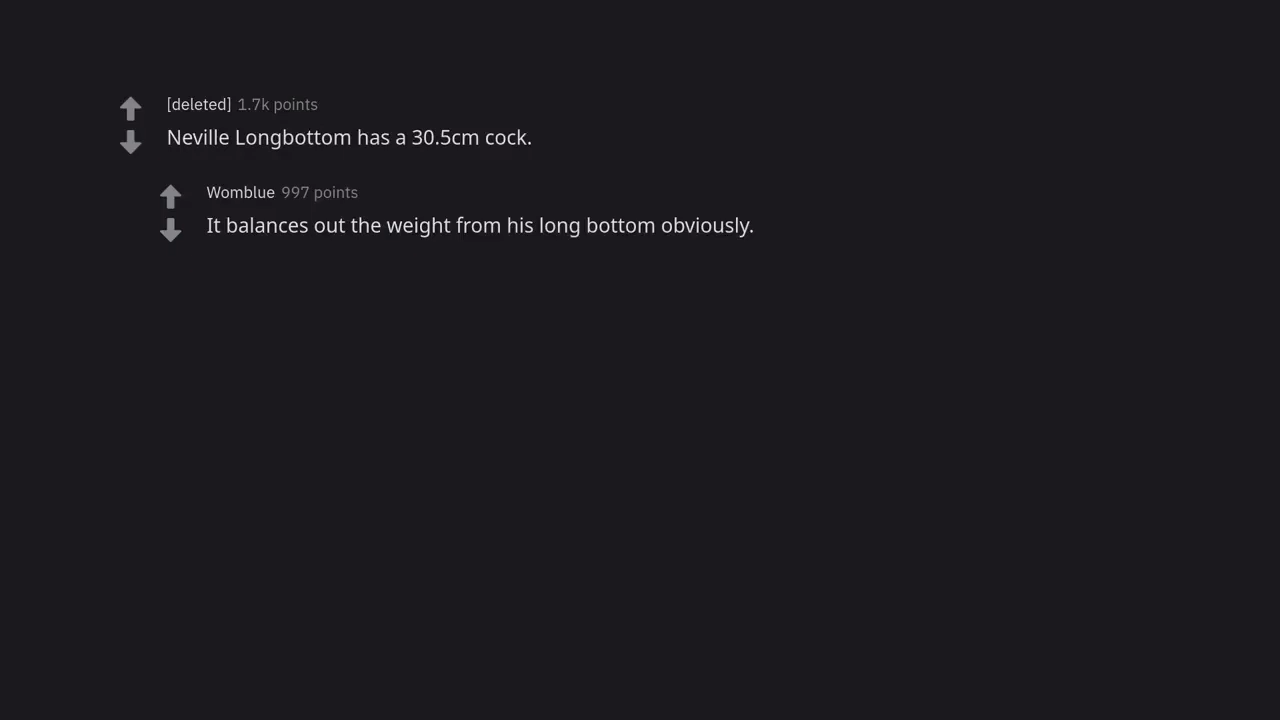 [deleted] 1.7k points
Neville Longbottom has a 30.5cm cock.
Womblue 997 points
It balances out the weight from his long bottom obviously.